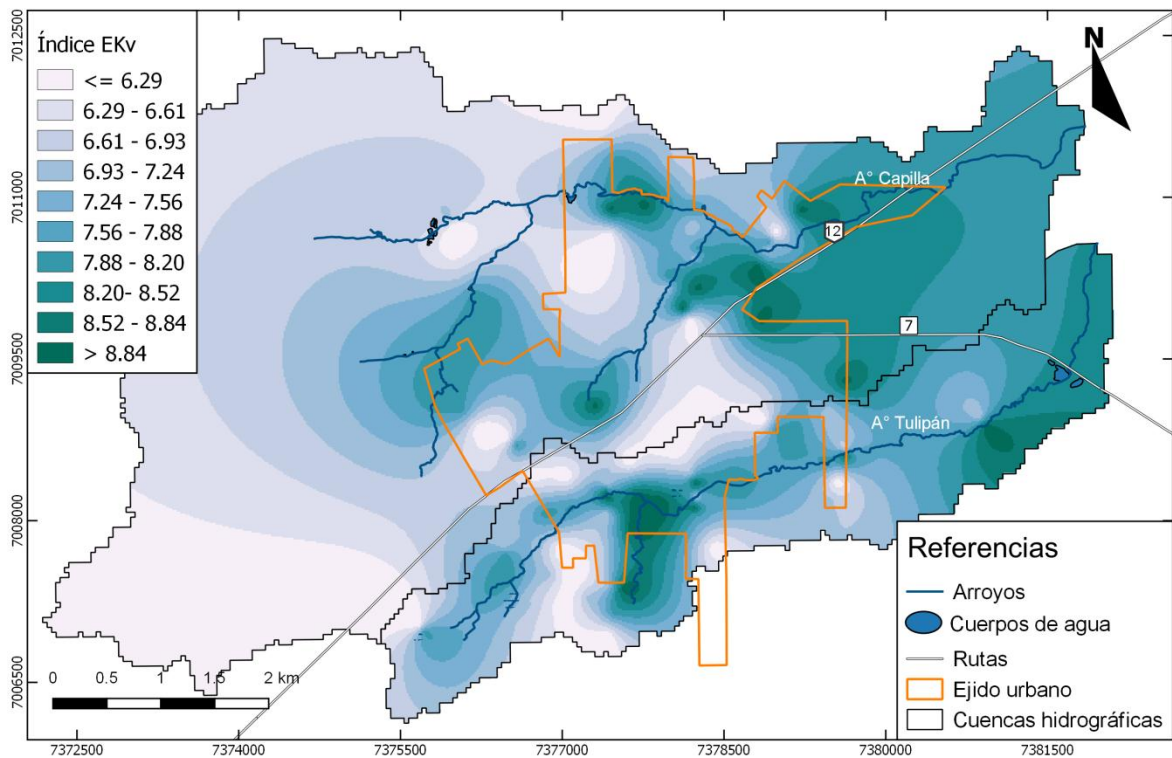 Índice EKv
<= 6.29
6.29 - 6.61
6.61 - 6.93
6.93 - 7.24
7.24 - 7.56
7.56 - 7.88
7.88 - 8.20
8.20- 8.52
8.52 - 8.84
> 8.84
N
A° Capilla
12
7
A° Tulipán
7012500
7011000
7009500
7008000
7006500
0 0.5 1 1.5 2 km
Referencias
Arroyos
Cuerpos de agua
Rutas
Ejido urbano
Cuencas hidrográficas
7372500 7374000 7375500 7377000 7378500 7380000 7381500